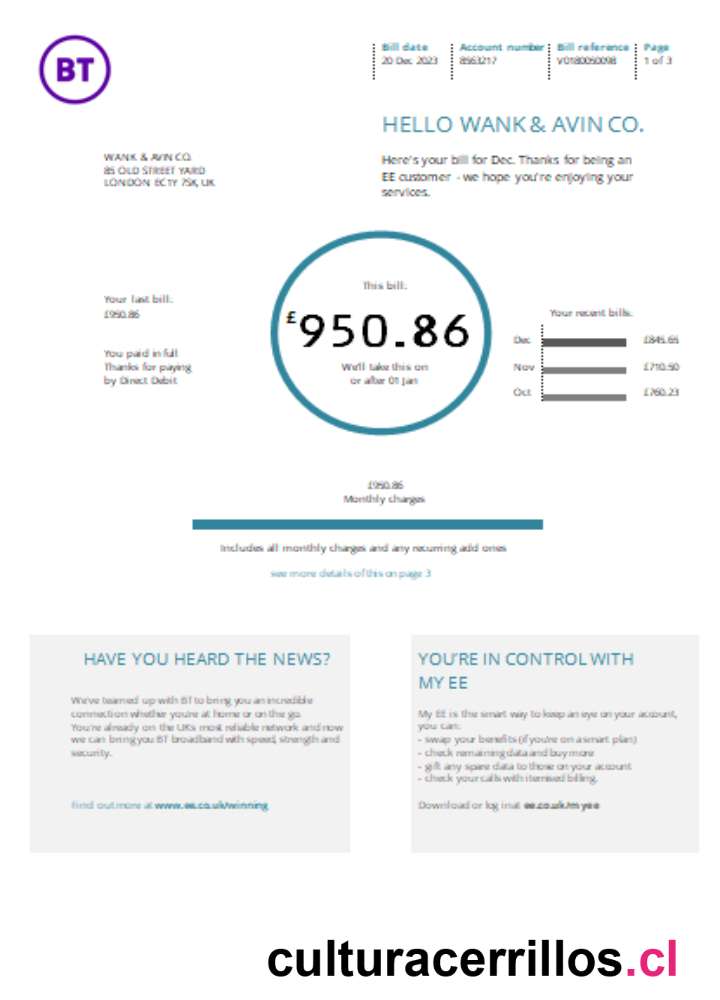 BT
Bill date
20 Dec 2023
Account number
8563217
Bill reference
V0180050098
Page
1 of 3
HELLO WANK & AVIN CO.
WANK & AVIN CO.
85 OLD STREET YARD
LONDON EC1Y 7SK, UK
Here's your bill for Dec. Thanks for being an
EE customer - we hope you're enjoying your
services.
Your last bill:
£950.86
You paid in full
Thanks for paying
by Direct Debit
This bill:
£950.86
We'll take this on
or after 01 Jan
Your recent bills:
Dec £845.65
Nov £710.50
Oct £760.23
£950.86
Monthly charges
Includes all monthly charges and any recurring add ones
see more details of this on page 3
HAVE YOU HEARD THE NEWS?
We've teamed up with BT to bring you an incredible
connection whether you're at home or on the go.
You're already on the UKs most reliable network and now
we can bring you BT broadband with speed, strength and
security.
Find out more at www.ee.co.uk/winning
YOU'RE IN CONTROL WITH
MY EE
My EE is the smart way to keep an eye on your account,
you can:
- swap your benefits (if you're on a smart plan)
- check remaining data and buy more
- gift any spare data to those on your account
- check your calls with itemised billing.
Download or log in at ee.co.uk/myee
culturacerrillos.cl